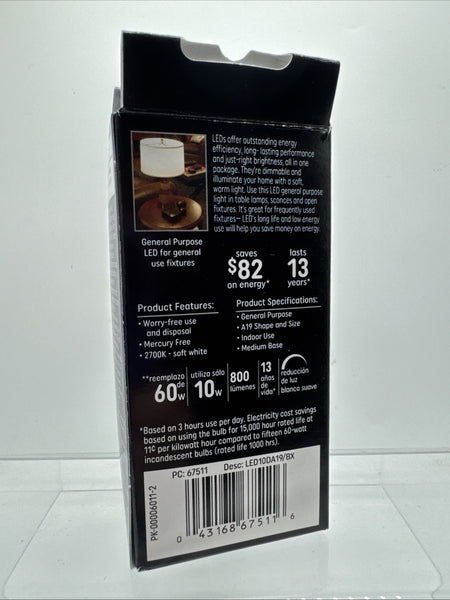 LEDs offer outstanding energy
efficiency, long-lasting performance
and just-right brightness, all in one
package. They're dimmable and
illuminate your home with a soft,
warm light. Use this LED general purpose
light in table lamps, sconces and open
fixtures. It's great for frequently used
fixtures– LED's long life and low energy
use will help you save money on energy.
General Purpose
LED for general
use fixtures
saves
$82
on energy*
lasts
13
years*
Product Features:
• Worry-free use
and disposal
• Mercury Free
• 2700K - soft white
Product Specifications:
• General Purpose
• A19 Shape and Size
• Indoor Use
• Medium Base
**reemplazo
60 de w
utiliza sólo
10w
800
lúmenes
13
años
de
vida*
reducción
de luz
blanco suave
*Based on 3 hours use per day. Electricity cost savings
based on using the bulb for 15,000 hour rated life at
11¢ per kilowatt hour compared to fifteen 60-watt
incandescent bulbs (rated life 1000 hrs).
PC: 67511 Desc: LED10DA19/BX
PK-00006011-2
0 43168 67511 6